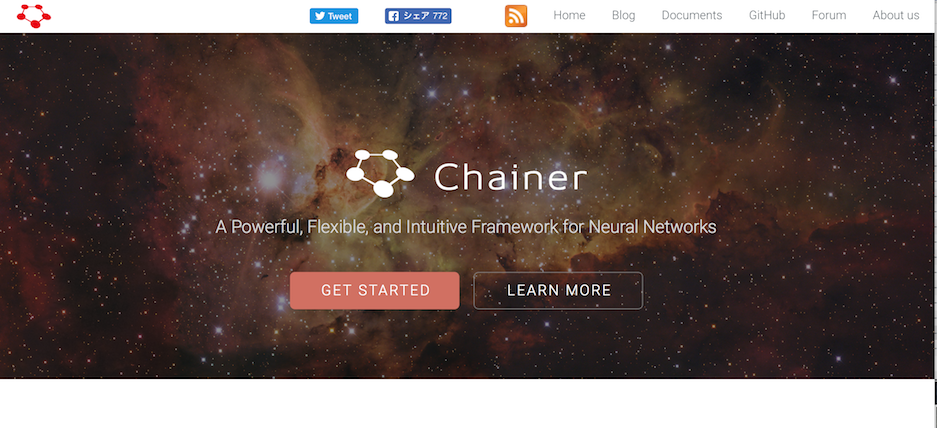 Tweet
シェア 772
Home
Blog
Documents
GitHub
Forum
About us
Chainer
A Powerful, Flexible, and Intuitive Framework for Neural Networks
GET STARTED
LEARN MORE